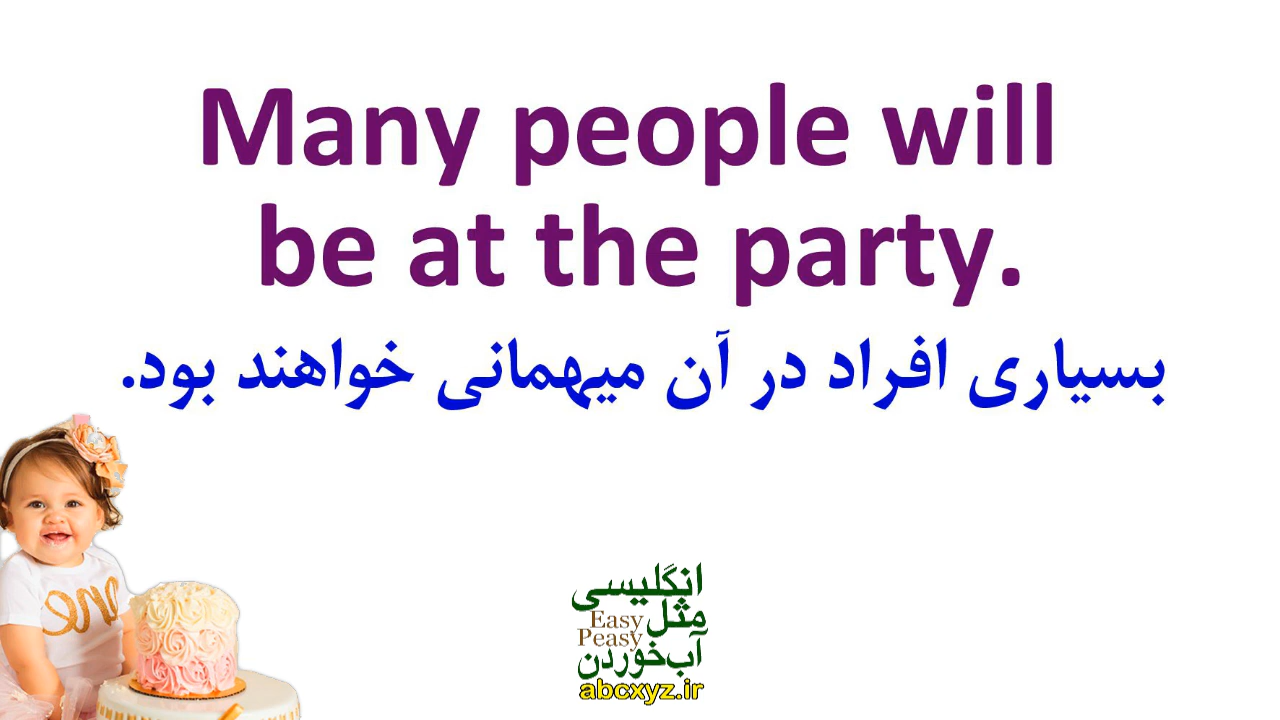 Many people will
be at the party.
بسیاری افراد در آن میهمانی خواهند بود.
one
انگلیسی
مثل
Easy
Peasy
آب‌خوردن
abcxyz.ir